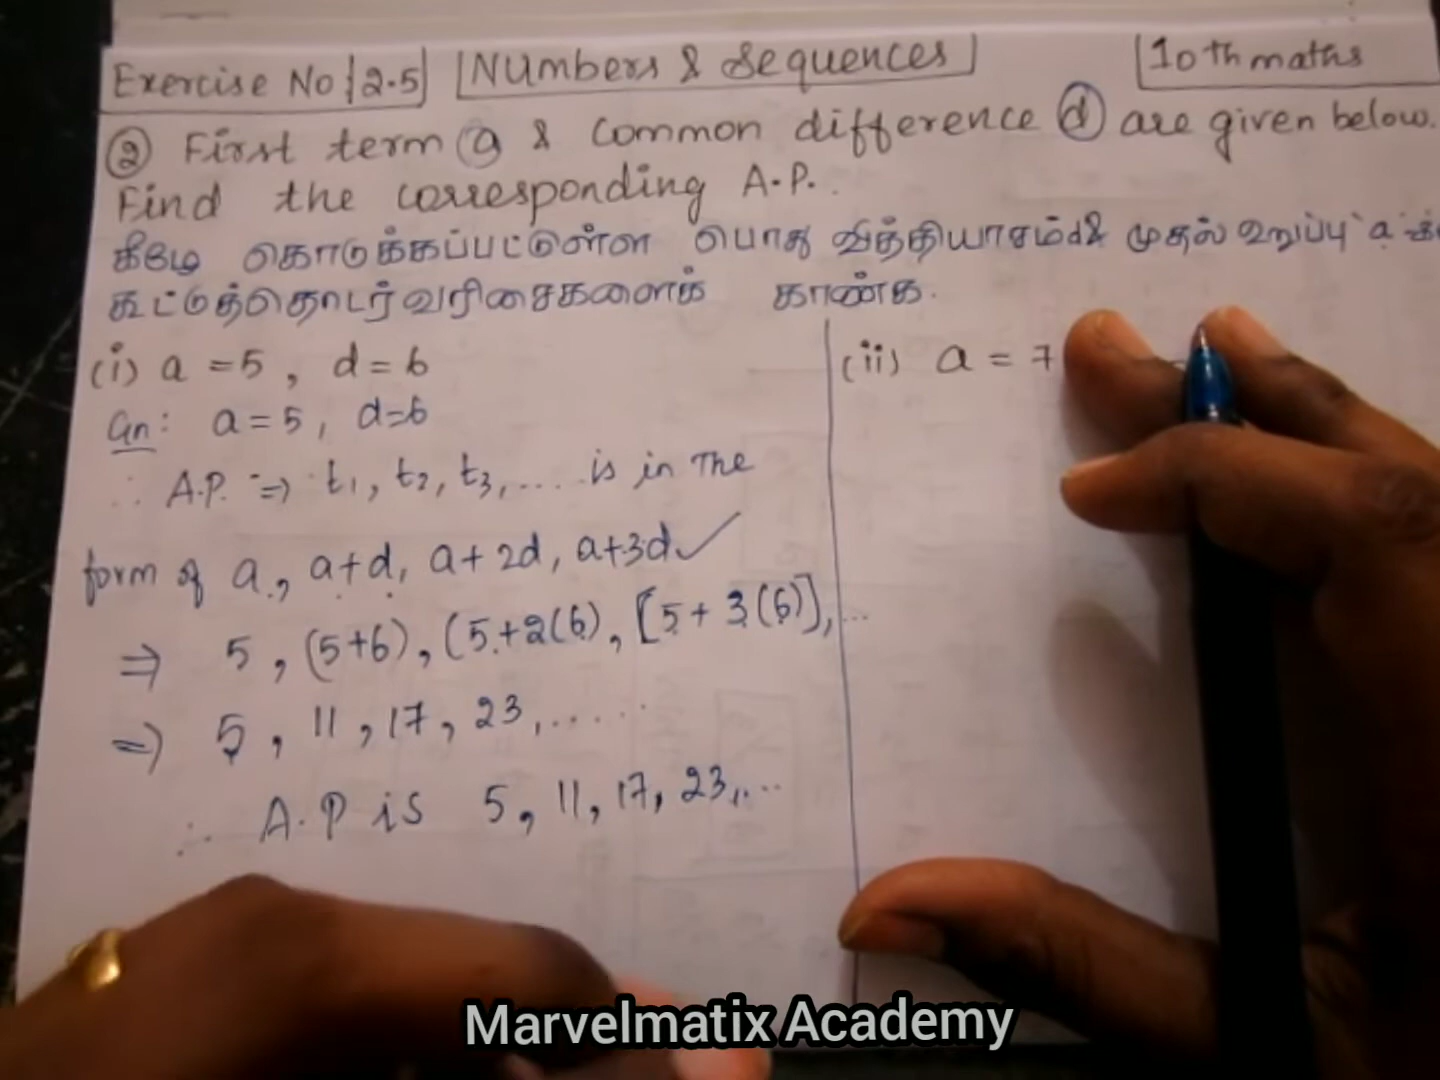 Exercise No: 2.5 Numbers & Sequences 10th maths
② First term ⓐ & common difference ⓓ are given below.
Find the corresponding A.P..
கீழே கொடுக்கப்பட்டுள்ள பொது வித்தியாசம் d & முதல் உறுப்பு 'a'
கூட்டுத்தொடர் வரிசைகளைக் காண்க.
(i) a = 5, d = 6
Gn: a = 5, d = 6
∴ A.P. ⇒ t₁, t₂, t₃, .... is in The
form of a, a+d, a+2d, a+3d ✓
⇒ 5, (5+6), (5+2(6), [5+3(6)], ...
⇒ 5, 11, 17, 23, ......
∴ A.P is 5, 11, 17, 23,...
(ii) a = 7
Marvelmatix Academy